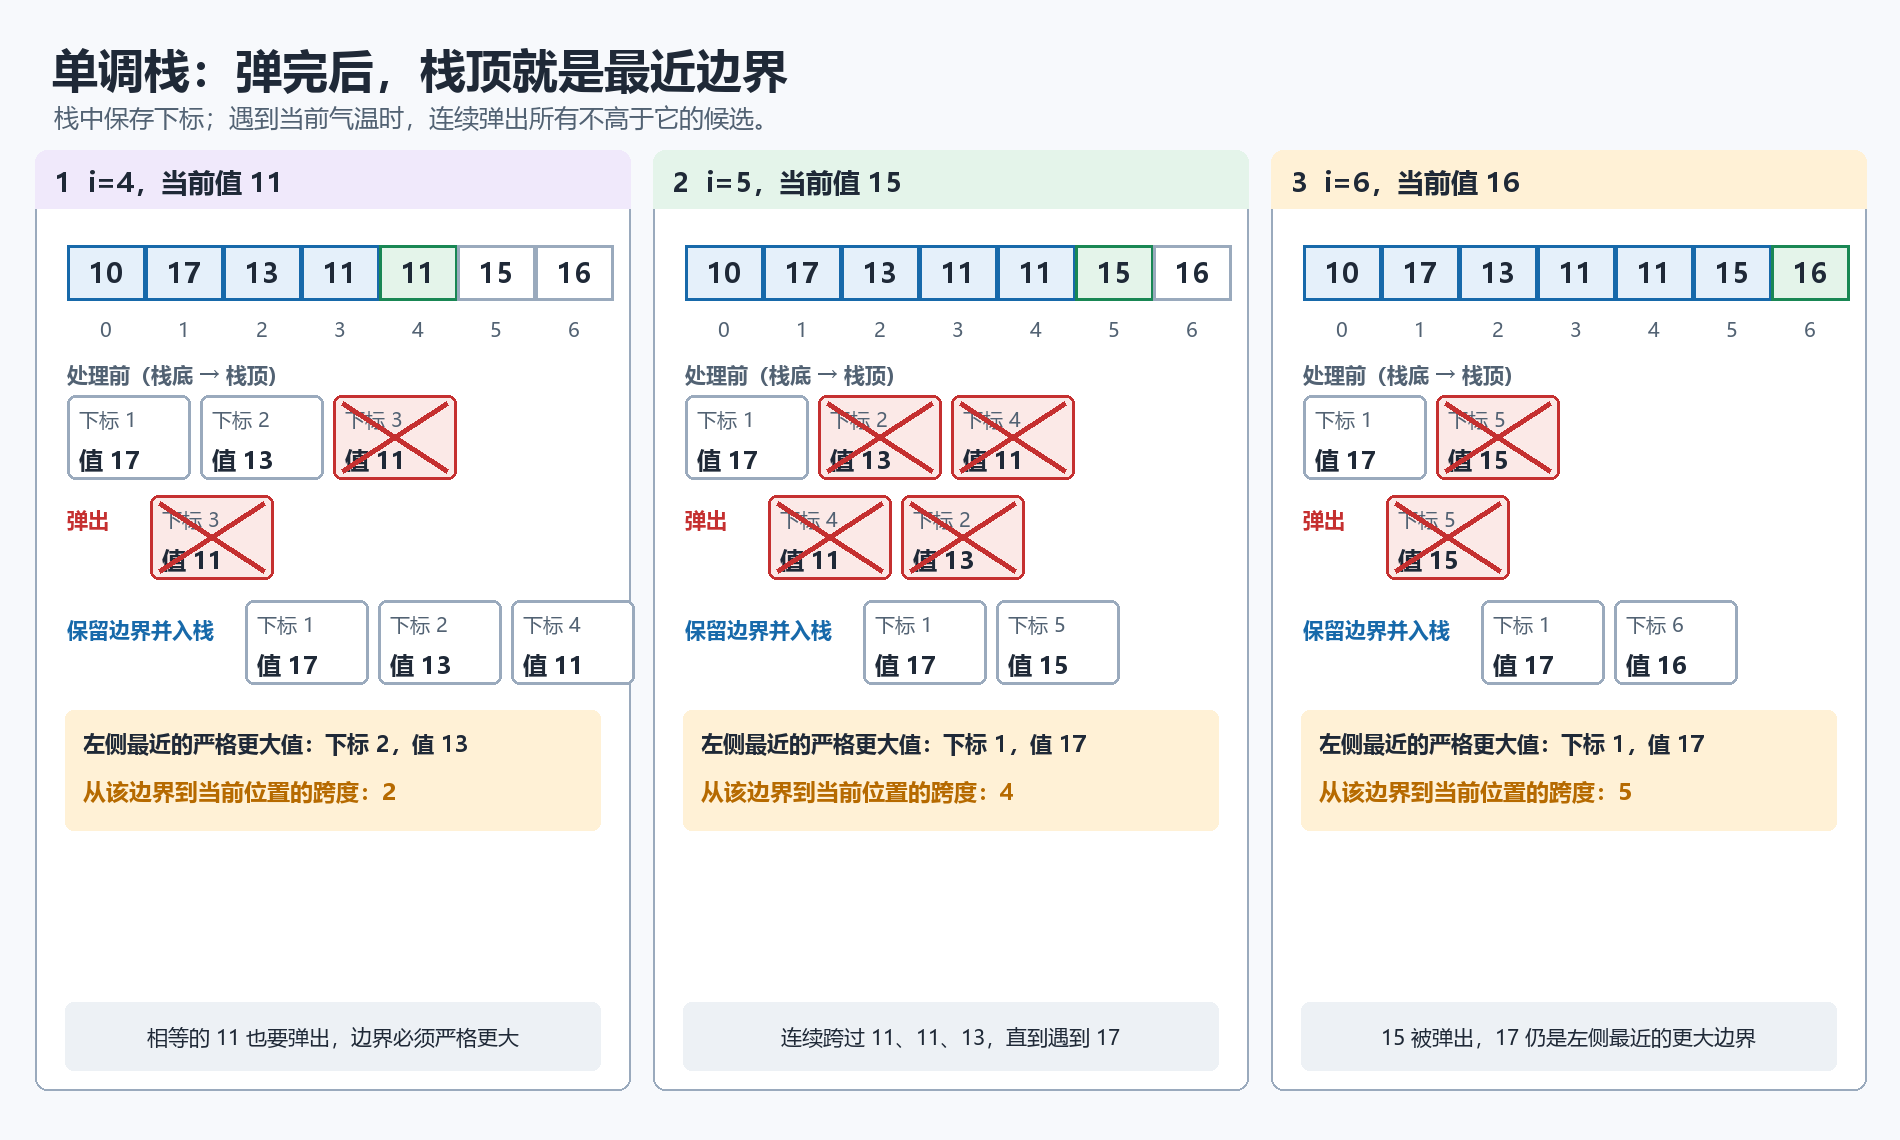 单调栈：弹完后，栈顶就是最近边界
栈中保存下标；遇到当前气温时，连续弹出所有不高于它的候选。
1 i=4，当前值 11
10 17 13 11 11 15 16
0 1 2 3 4 5 6
处理前（栈底 → 栈顶）
下标 1 下标 2 下标 3
值 17 值 13 值 11
弹出 下标 3
值 11
保留边界并入栈 下标 1 下标 2 下标 4
值 17 值 13 值 11
左侧最近的严格更大值：下标 2，值 13
从该边界到当前位置的跨度：2
相等的 11 也要弹出，边界必须严格更大
2 i=5，当前值 15
10 17 13 11 11 15 16
0 1 2 3 4 5 6
处理前（栈底 → 栈顶）
下标 1 下标 2 下标 4
值 17 值 13 值 11
弹出 下标 4 下标 2
值 11 值 13
保留边界并入栈 下标 1 下标 5
值 17 值 15
左侧最近的严格更大值：下标 1，值 17
从该边界到当前位置的跨度：4
连续跨过 11、11、13，直到遇到 17
3 i=6，当前值 16
10 17 13 11 11 15 16
0 1 2 3 4 5 6
处理前（栈底 → 栈顶）
下标 1 下标 5
值 17 值 15
弹出 下标 5
值 15
保留边界并入栈 下标 1 下标 6
值 17 值 16
左侧最近的严格更大值：下标 1，值 17
从该边界到当前位置的跨度：5
15 被弹出，17 仍是左侧最近的更大边界